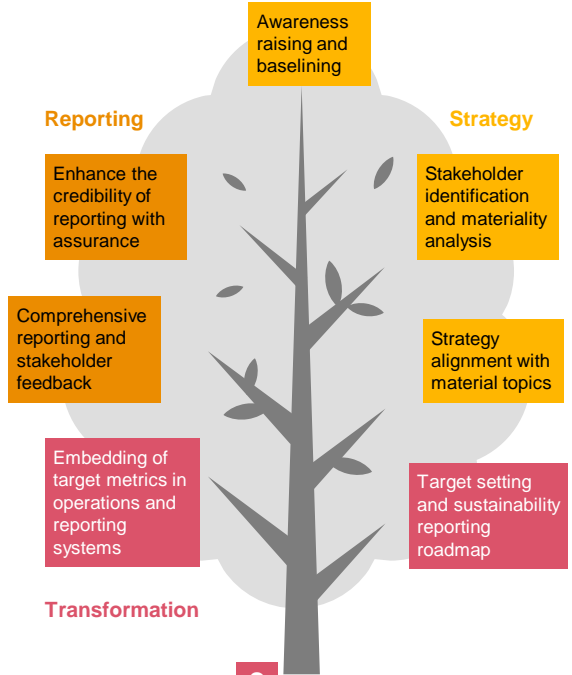 Awareness
raising and
baselining
Reporting
Strategy
Enhance the
credibility of
reporting with
assurance
Stakeholder
identification
and materiality
analysis
Comprehensive
reporting and
stakeholder
feedback
Strategy
alignment with
material topics
Embedding of
target metrics in
operations and
reporting
systems
Target setting
and sustainability
reporting
roadmap
Transformation